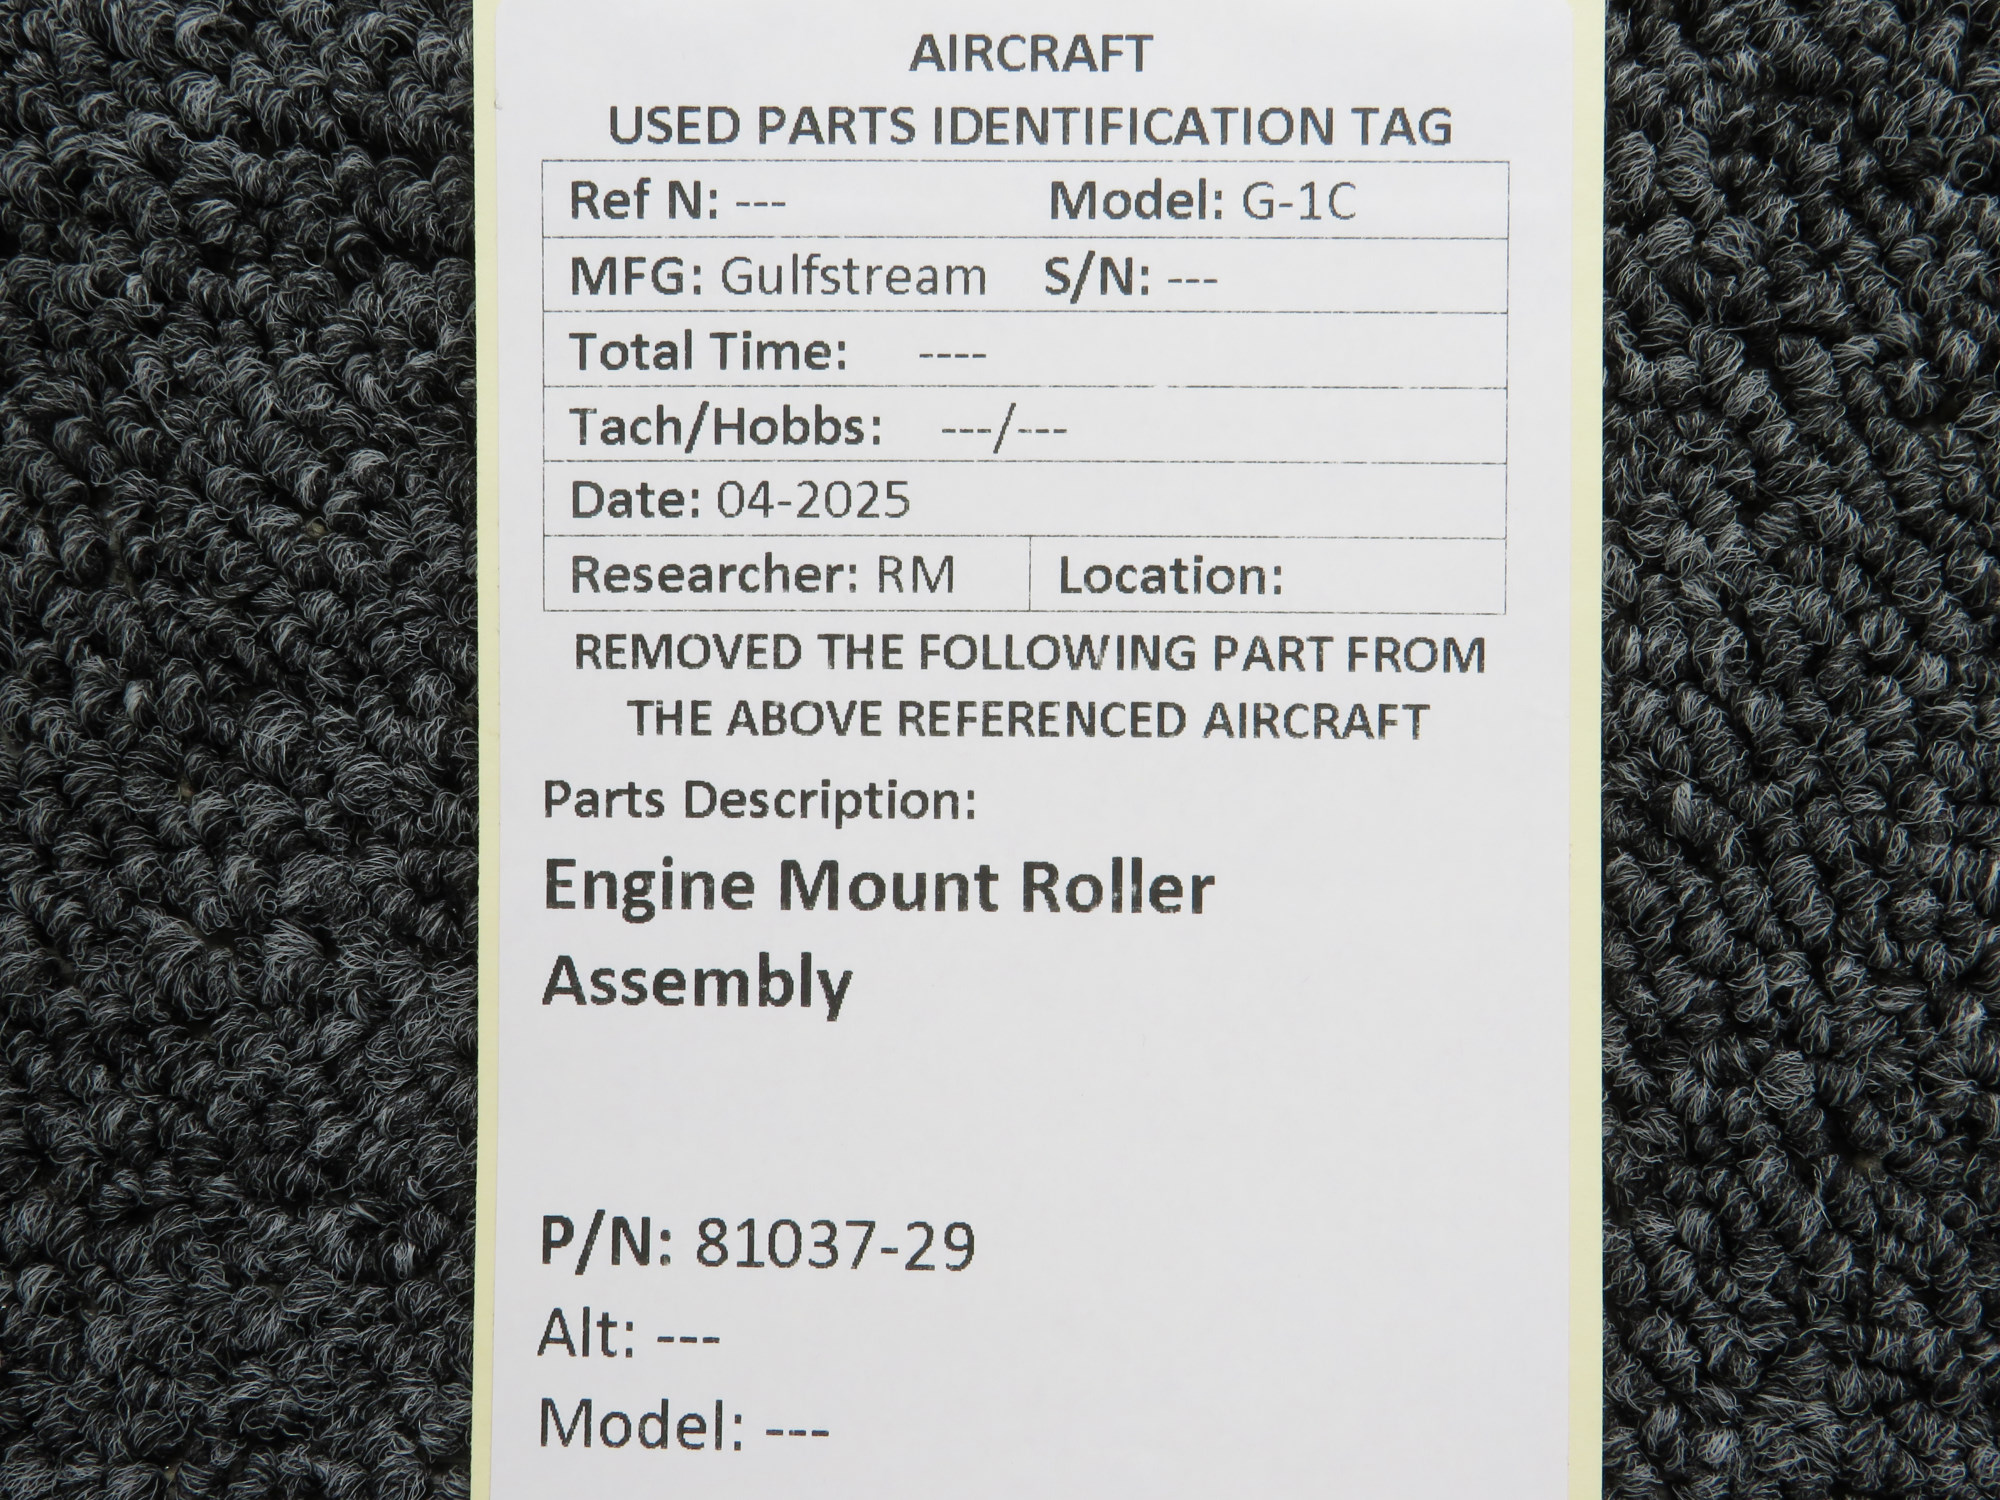 AIRCRAFT
USED PARTS IDENTIFICATION TAG
Ref N: --- Model: G-1C
MFG: Gulfstream S/N: ---
Total Time: ----
Tach/Hobbs: ---/---
Date: 04-2025
Researcher: RM Location:
REMOVED THE FOLLOWING PART FROM
THE ABOVE REFERENCED AIRCRAFT
Parts Description:
Engine Mount Roller
Assembly
P/N: 81037-29
Alt: ---
Model: ---